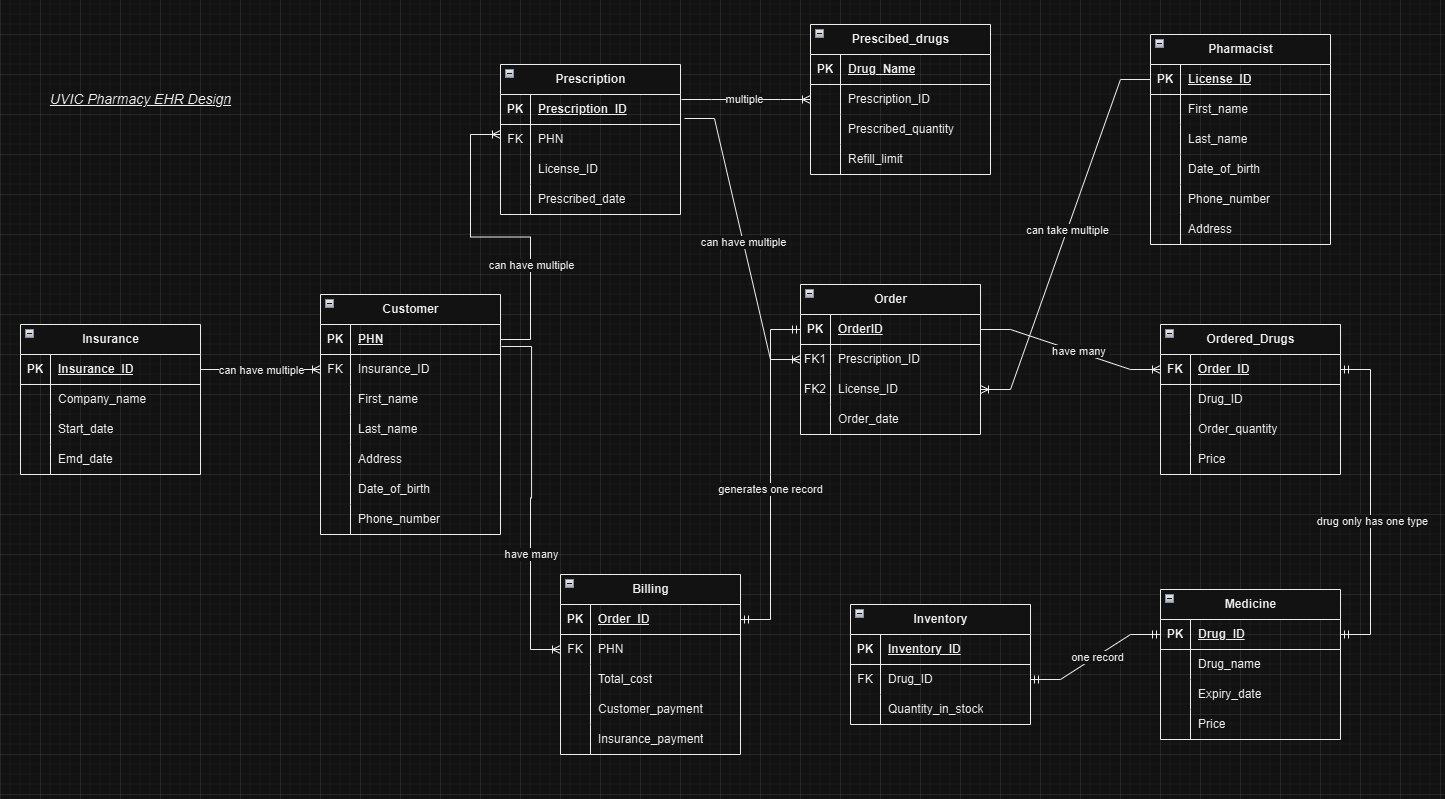 UVIC Pharmacy EHR Design
Prescription
PK Prescription_ID
FK PHN
License_ID
Prescribed_date
multiple
Prescibed_drugs
PK Drug_Name
Prescription_ID
Prescribed_quantity
Refill_limit
Pharmacist
PK License_ID
First_name
Last_name
Date_of_birth
Phone_number
Address
can have multiple
can have multiple
can take multiple
Insurance
PK Insurance_ID
Company_name
Start_date
Emd_date
can have multiple
Customer
PK PHN
FK Insurance_ID
First_name
Last_name
Address
Date_of_birth
Phone_number
Order
PK OrderID
FK1 Prescription_ID
FK2 License_ID
Order_date
have many
Ordered_Drugs
FK Order_ID
Drug_ID
Order_quantity
Price
generates one record
drug only has one type
have many
Billing
PK Order_ID
FK PHN
Total_cost
Customer_payment
Insurance_payment
Inventory
PK Inventory_ID
FK Drug_ID
Quantity_in_stock
one record
Medicine
PK Drug_ID
Drug_name
Expiry_date
Price